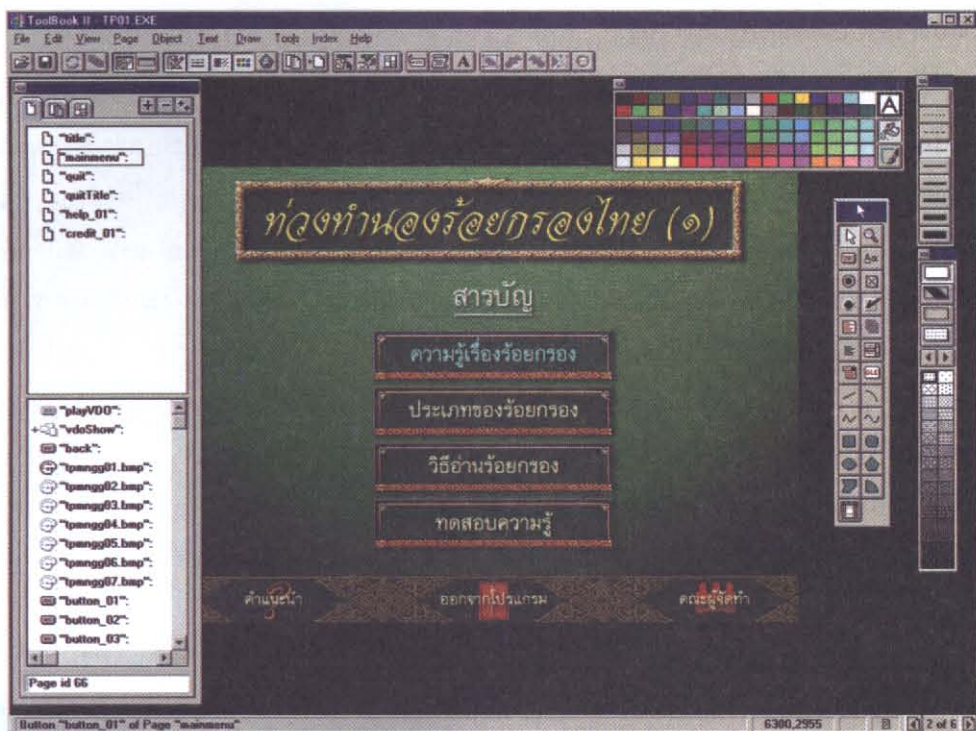 ToolBook II - TP01.EXE
File Edit View Page Object Text Draw Tools Index Help
"title":
"mainmenu":
"quit":
"quitTitle":
"help_01":
"credit_01":
"playVDO":
"vdoShow":
"back":
"tpmngg01.bmp":
"tpmngg02.bmp":
"tpmngg03.bmp":
"tpmngg04.bmp":
"tpmngg05.bmp":
"tpmngg06.bmp":
"tpmngg07.bmp":
"button_01":
"button_02":
"button_03":
Page id 66
ท่วงทำนองร้อยกรองไทย (๑)
สารบัญ
ความรู้เรื่องร้อยกรอง
ประเภทของร้อยกรอง
วิธีอ่านร้อยกรอง
ทดสอบความรู้
คำแนะนำ ออกจากโปรแกรม คณะผู้จัดทำ
A
OLE
Button "button_01" of Page "mainmenu" 6300,2955 2 of 6